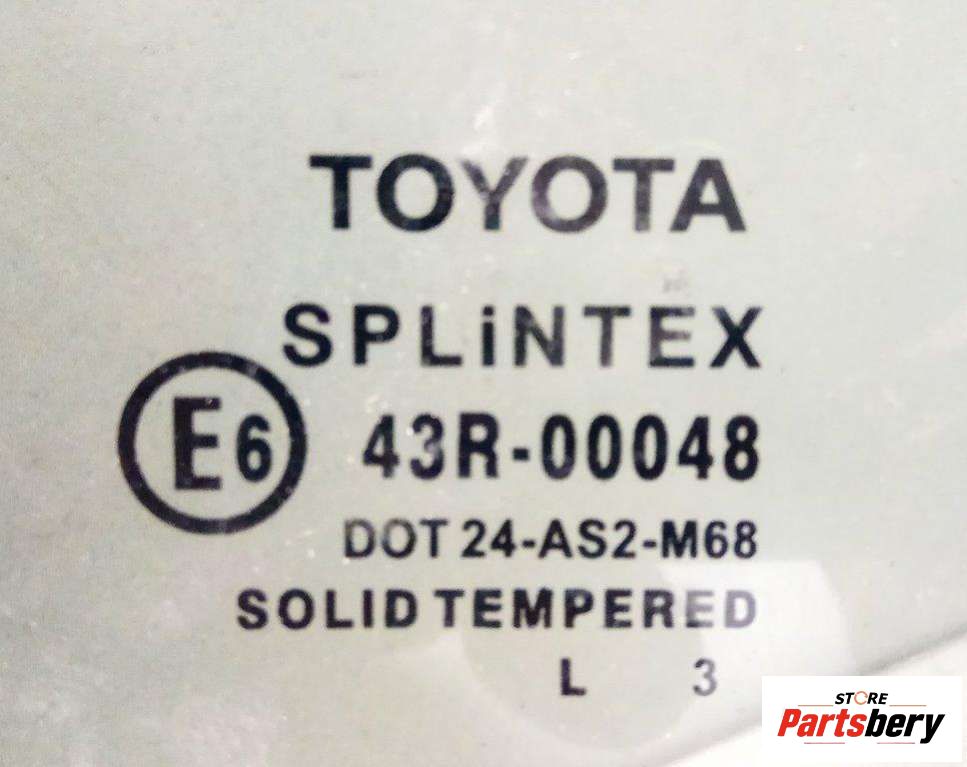 TOYOTA
SPLiNTEX
E6 43R-00048
DOT 24-AS2-M68
SOLID TEMPERED
L 3
STORE
Partsbery